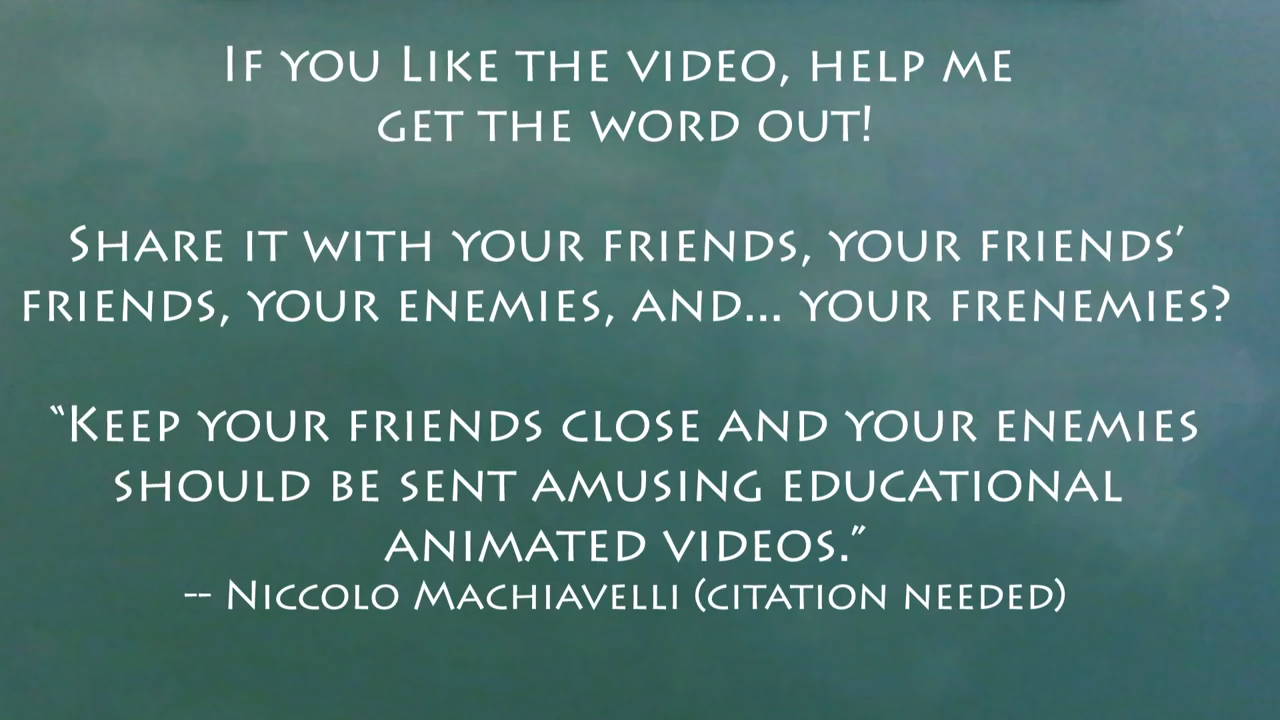 If you Like the video, help me
get the word out!
Share it with your friends, your friends’
friends, your enemies, and... your frenemies?
“Keep your friends close and your enemies
should be sent amusing educational
animated videos.”
-- Niccolo Machiavelli (citation needed)